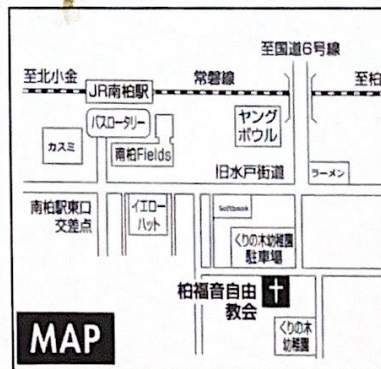 至国道6号線
至北小金
JR南柏駅
常磐線
至柏
バスロータリー
ヤング
ボウル
カスミ
南柏Fields
旧水戸街道
ラーメン
南柏駅東口
交差点
イエロー
ハット
Softbank
くりの木幼稚園
駐車場
柏福音自由
教会
くりの木
幼稚園
MAP